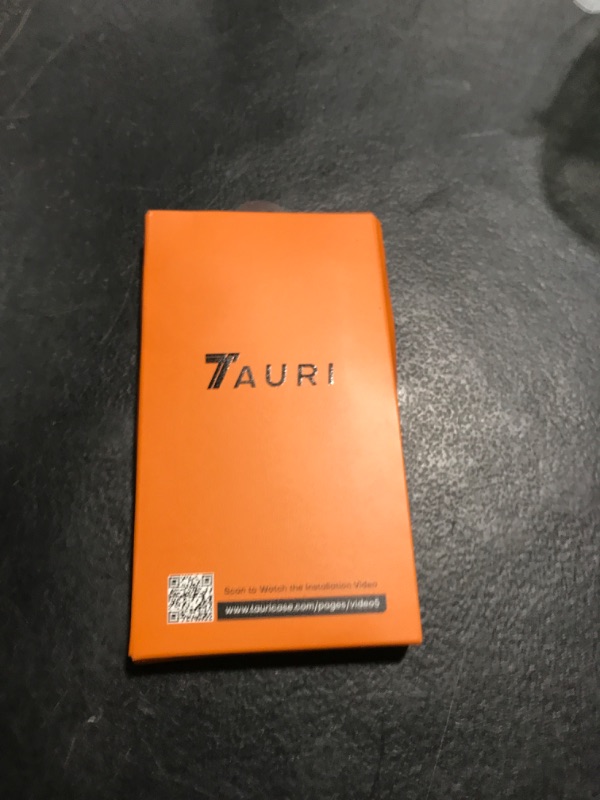 TAURI
Scan to Watch the Installation Video
www.tauricase.com/pages/video5